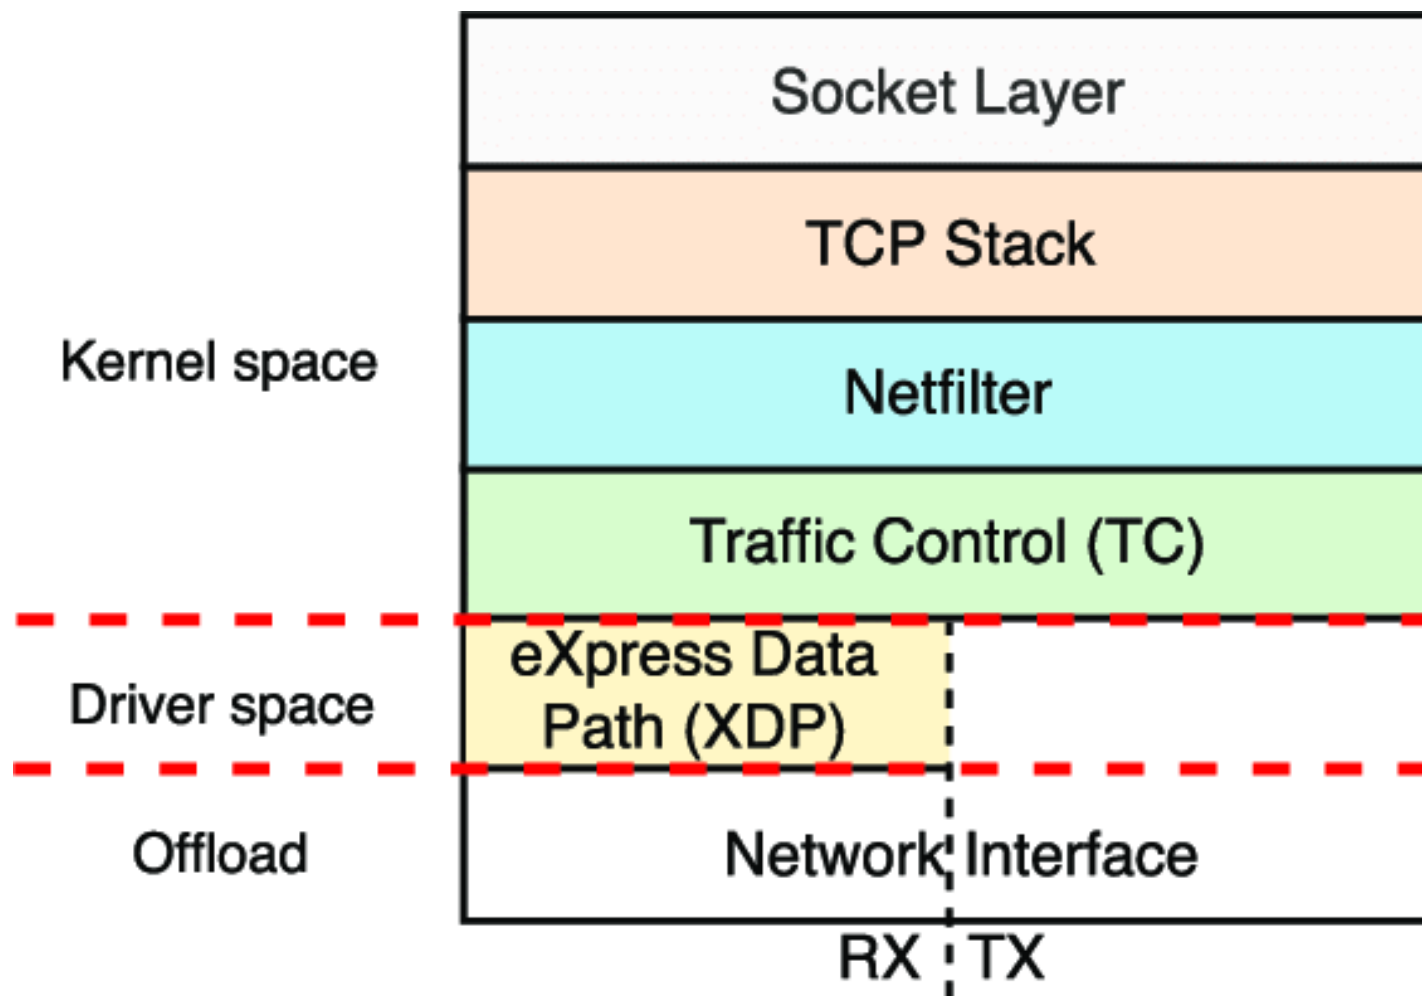 Socket Layer
TCP Stack
Kernel space
Netfilter
Traffic Control (TC)
eXpress Data
Path (XDP)
Driver space
Offload
Network Interface
RX TX